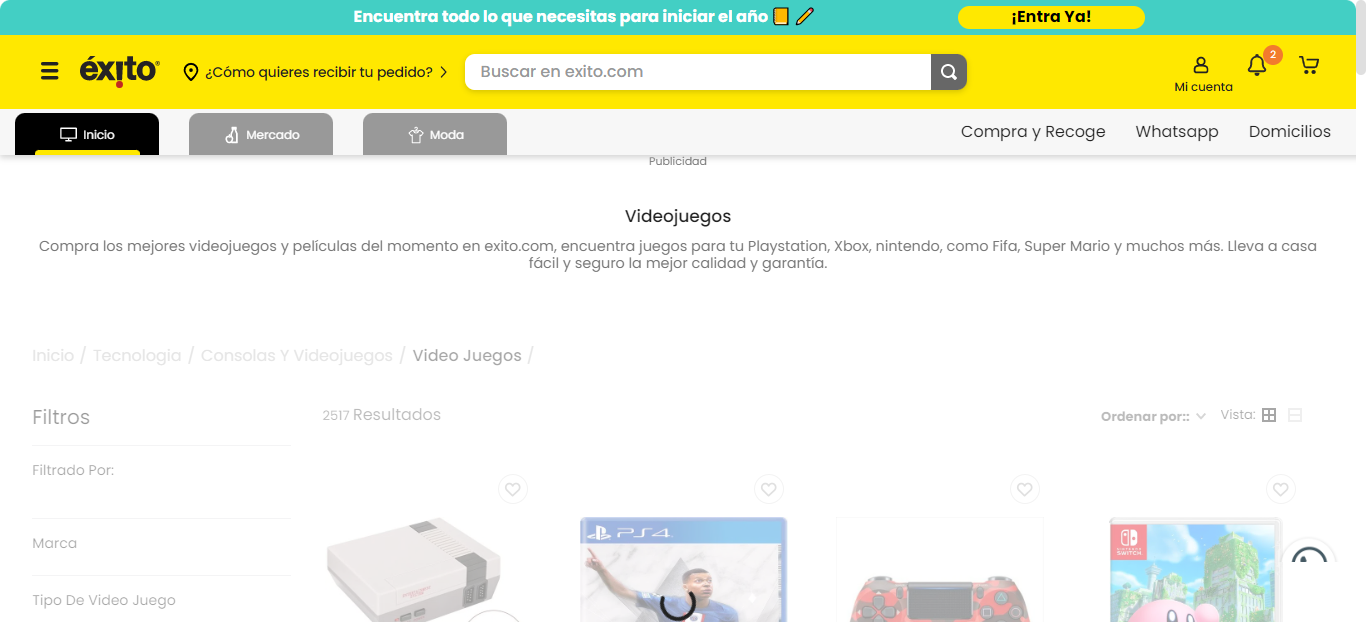 Encuentra todo lo que necesitas para iniciar el año
¡Entra Ya!
éxito
¿Cómo quieres recibir tu pedido?
Buscar en exito.com
2
Mi cuenta
Inicio
Mercado
Moda
Compra y Recoge
Whatsapp
Domicilios
Publicidad
Videojuegos
Compra los mejores videojuegos y películas del momento en exito.com, encuentra juegos para tu Playstation, Xbox, nintendo, como Fifa, Super Mario y muchos más. Lleva a casa
fácil y seguro la mejor calidad y garantía.
Inicio / Tecnologia / Consolas Y Videojuegos / Video Juegos /
Filtros
2517 Resultados
Ordenar por::
Vista:
Filtrado Por:
Marca
Tipo De Video Juego
PS4
NINTENDO
SWITCH